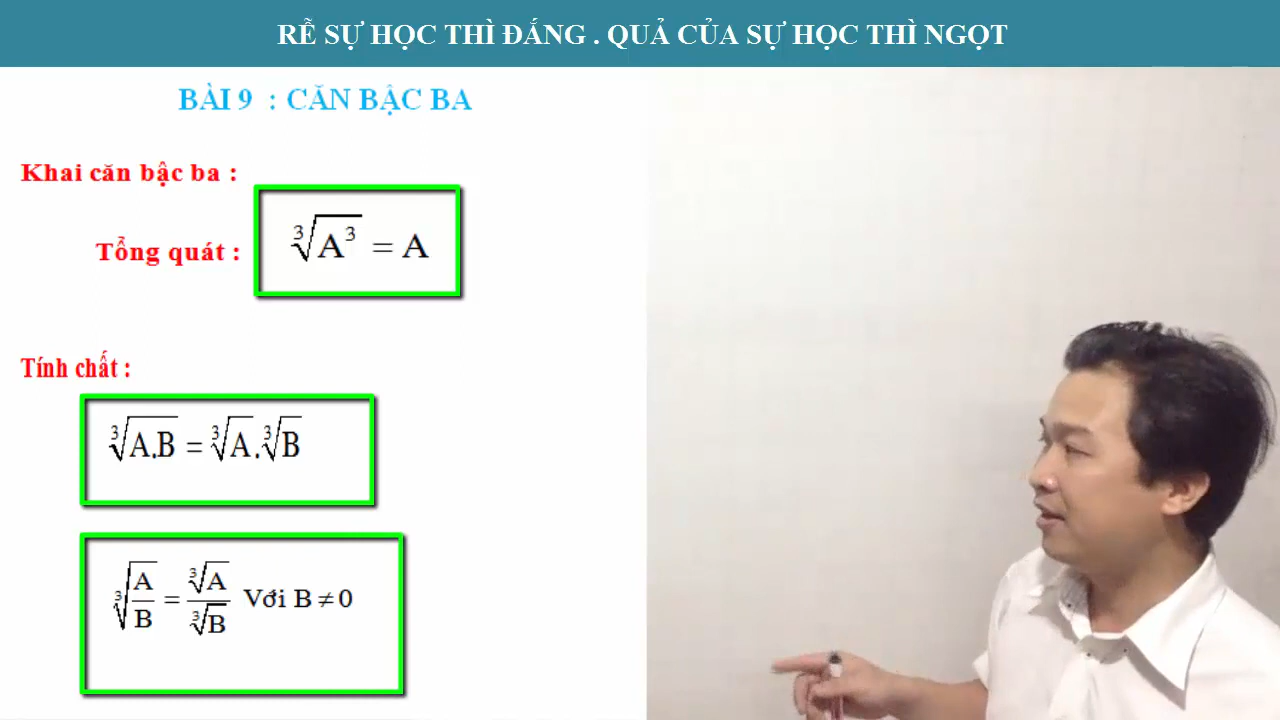 RỄ SỰ HỌC THÌ ĐẮNG . QUẢ CỦA SỰ HỌC THÌ NGỌT
BÀI 9 : CĂN BẬC BA
Khai căn bậc ba :
Tổng quát : ∛(A³) = A
Tính chất :
∛(A.B) = ∛A.∛B
∛(A/B) = ∛A/∛B Với B ≠ 0